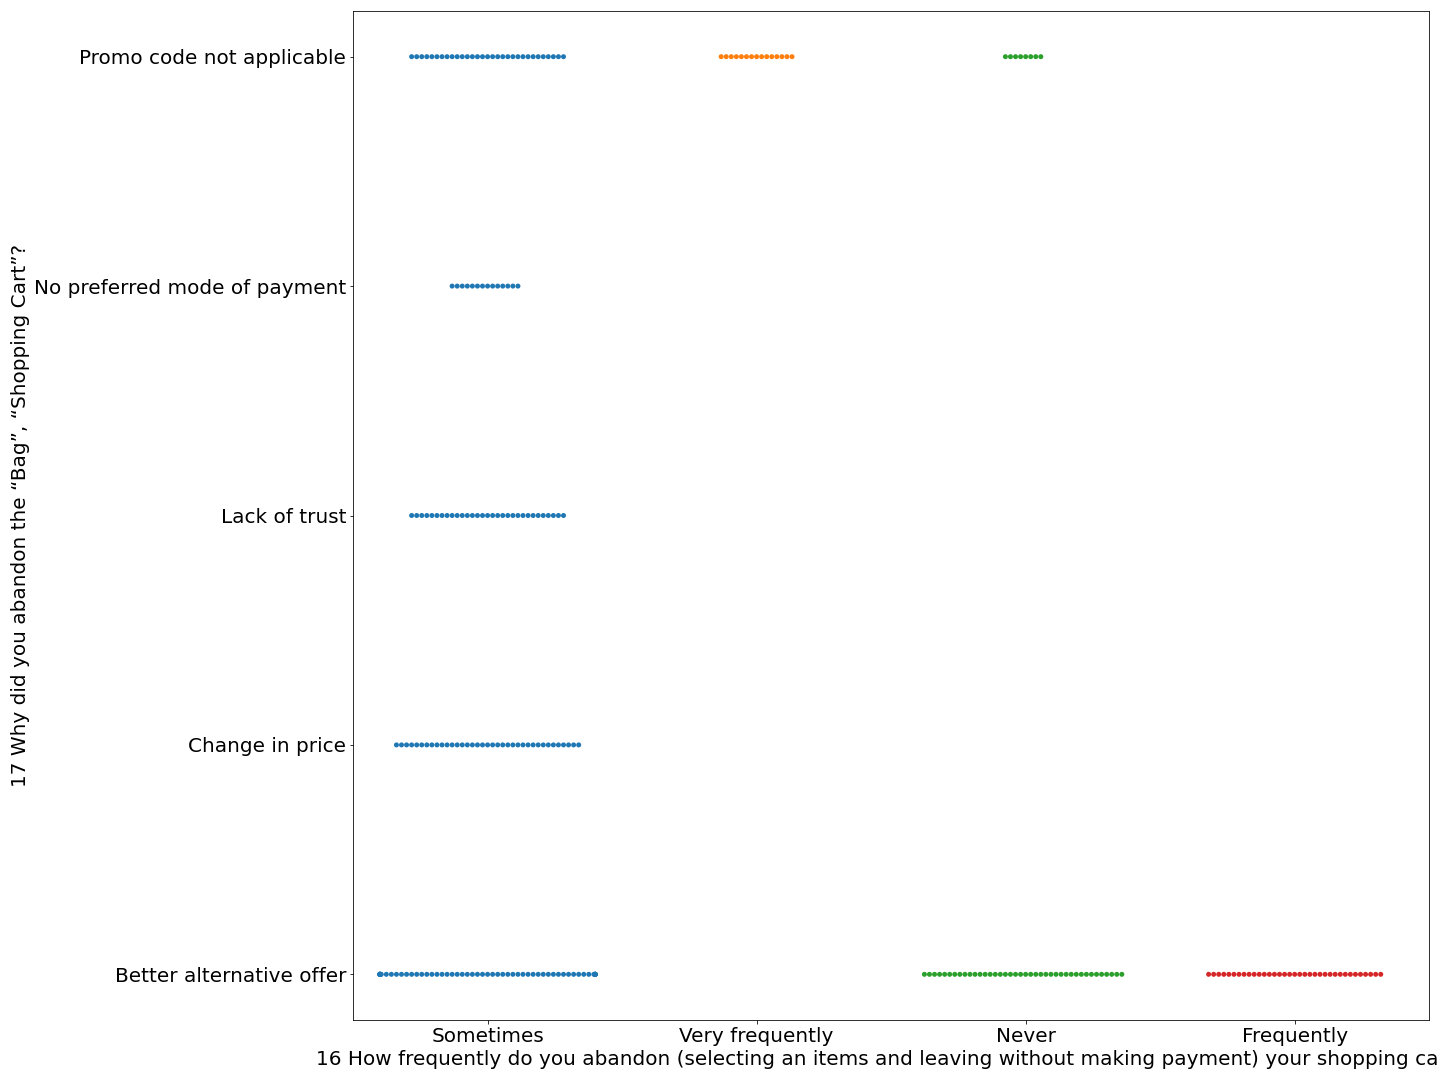 Promo code not applicable
No preferred mode of payment
Lack of trust
Change in price
Better alternative offer
17 Why did you abandon the “Bag”, “Shopping Cart”?
Sometimes Very frequently Never Frequently
16 How frequently do you abandon (selecting an items and leaving without making payment) your shopping ca